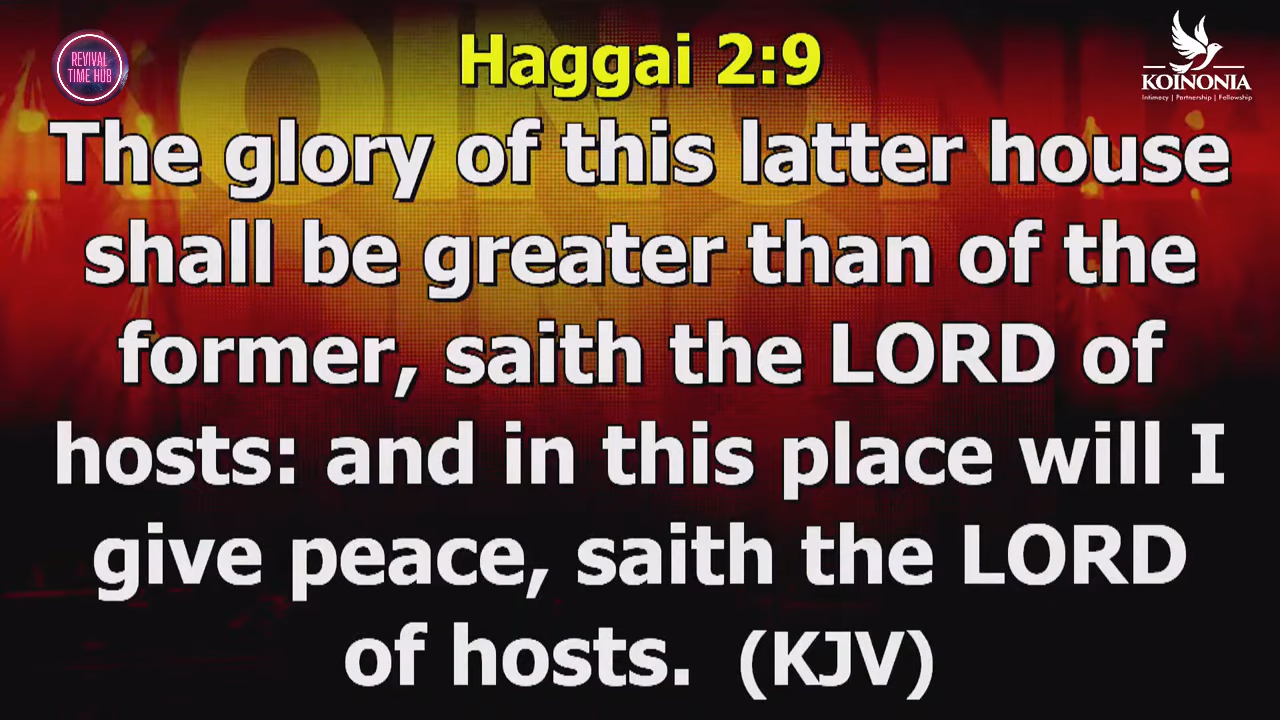 REVIVAL
TIME HUB
Haggai 2:9
KOINONIA
Intimacy | Partnership | Fellowship
The glory of this latter house
shall be greater than of the
former, saith the LORD of
hosts: and in this place will I
give peace, saith the LORD
of hosts.  (KJV)
KOINONIA